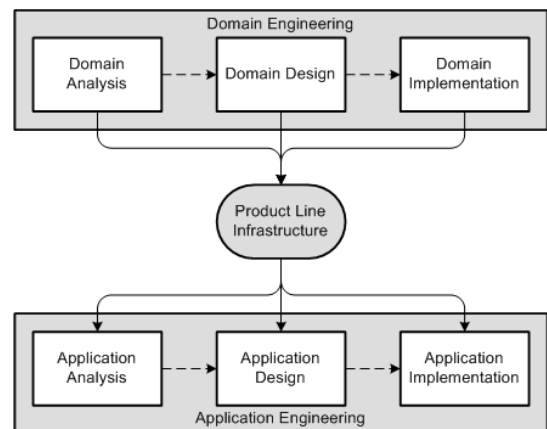 Domain Engineering
Domain
Analysis
Domain Design
Domain
Implementation
Product Line
Infrastructure
Application
Analysis
Application
Design
Application
Implementation
Application Engineering